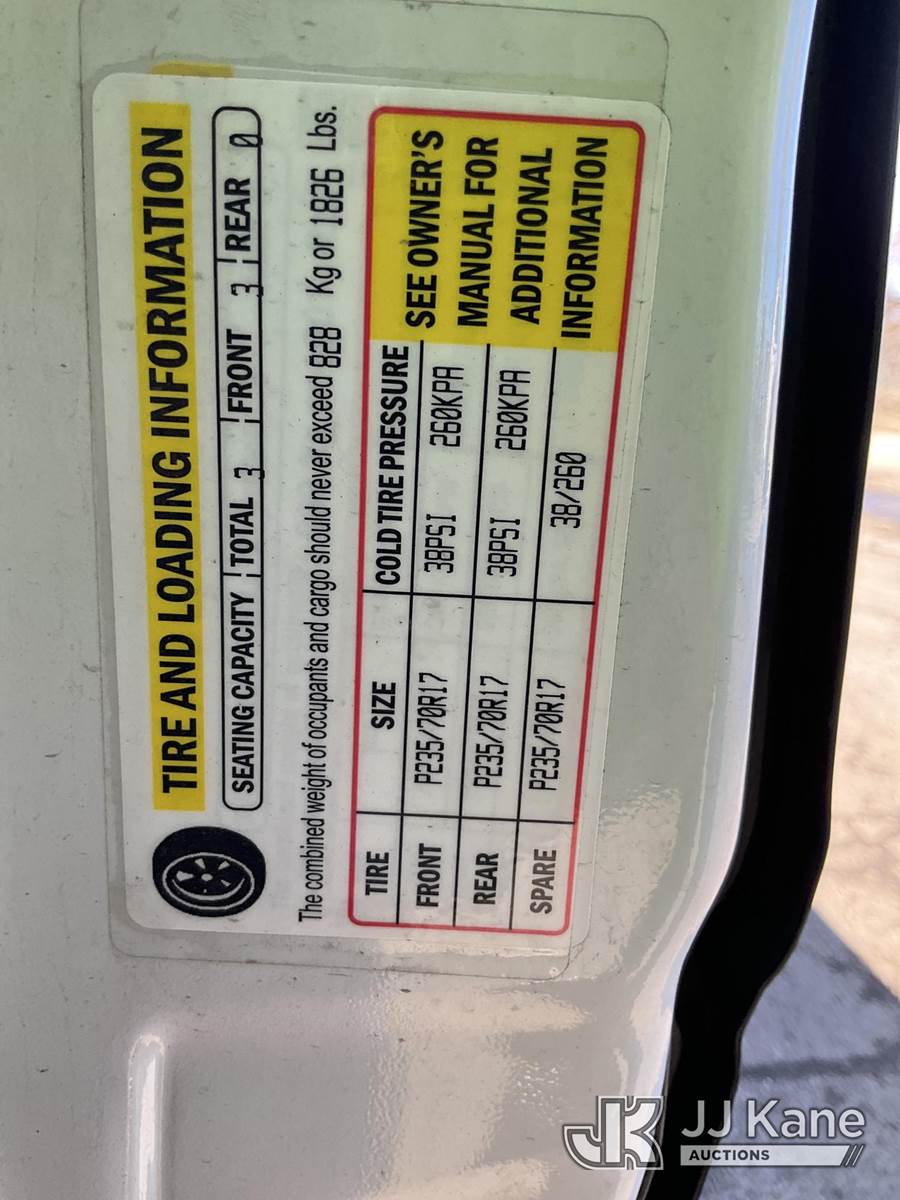 TIRE AND LOADING INFORMATION
SEATING CAPACITY TOTAL 3 FRONT 3 REAR 0
The combined weight of occupants and cargo should never exceed 828 Kg or 1826 Lbs.
TIRE SIZE COLD TIRE PRESSURE
FRONT P235/70R17 38PSI 260KPA
REAR P235/70R17 38PSI 260KPA
SPARE P235/70R17 38/260
SEE OWNER'S
MANUAL FOR
ADDITIONAL
INFORMATION
JK JJ Kane
AUCTIONS